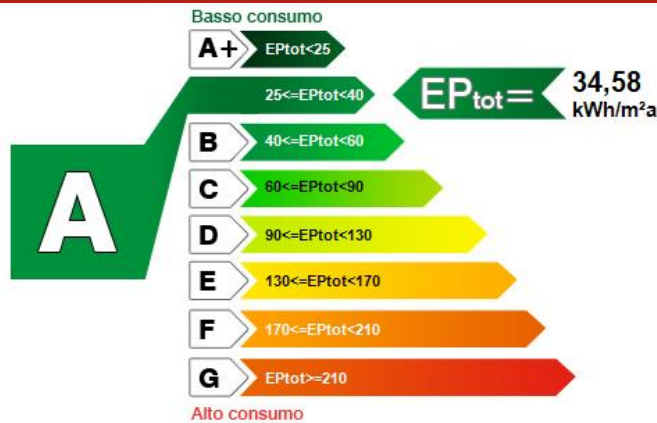 Basso consumo
A+ EPtot<25
A 25<=EPtot<40
EPtot= 34,58 kWh/m²a
B 40<=EPtot<60
C 60<=EPtot<90
D 90<=EPtot<130
E 130<=EPtot<170
F 170<=EPtot<210
G EPtot>=210
Alto consumo